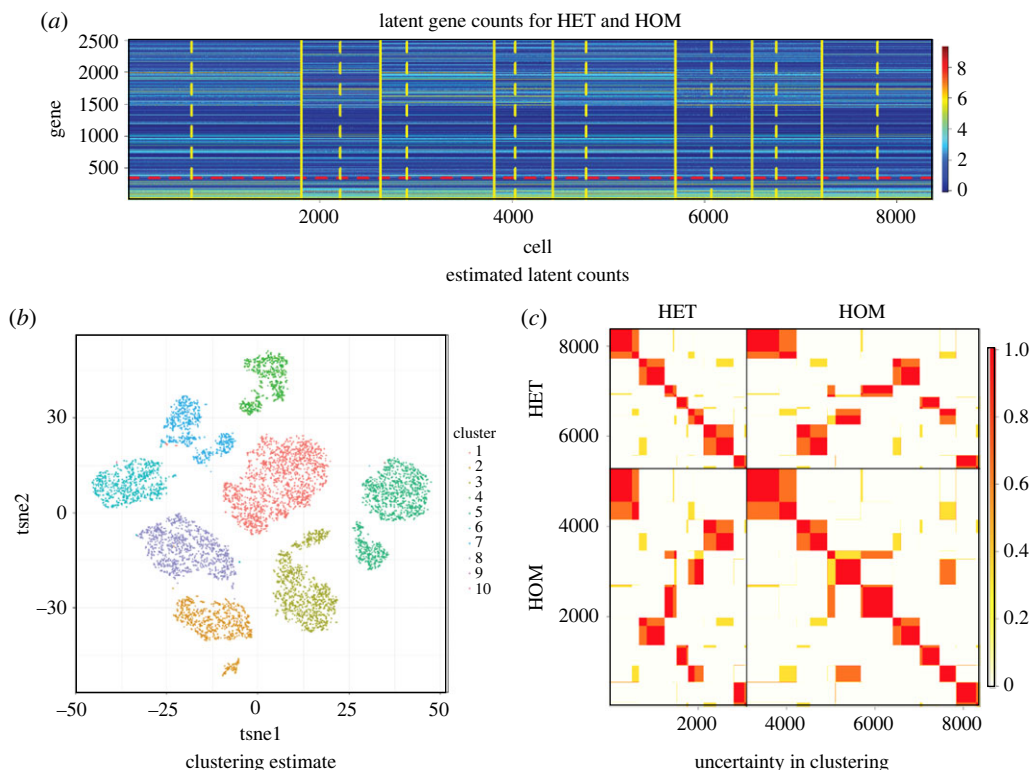 (a)
latent gene counts for HET and HOM
2500
2000
1500
1000
500
gene
2000 4000 6000 8000
cell
8
6
4
2
0
estimated latent counts
(b)
30
0
−30
tsne2
−50 −25 0 25 50
tsne1
cluster
1
2
3
4
5
6
7
8
9
10
clustering estimate
(c)
HET HOM
8000
6000
4000
2000
HET
HOM
2000 4000 6000 8000
1.0
0.8
0.6
0.4
0.2
0
uncertainty in clustering